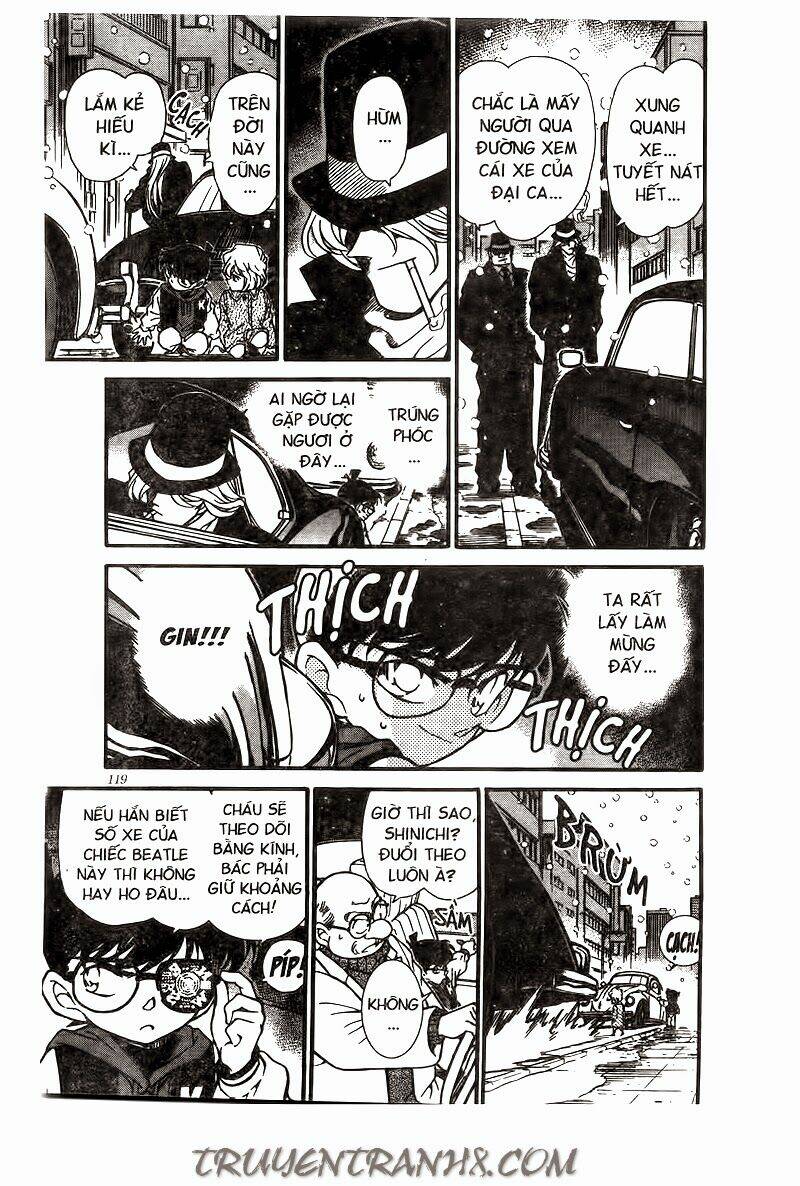 XUNG
QUANH
XE...
TUYẾT NÁT
HẾT...
CHẮC LÀ MẤY
NGƯỜI QUA
ĐƯỜNG XEM
CÁI XE CỦA
ĐẠI CA...
HỪM
...
TRÊN
ĐỜI
NÀY
CŨNG
...
CẠCH
LẮM KẺ
HIẾU
KÌ...
TRÚNG
PHÓC
...
AI NGỜ LẠI
GẶP ĐƯỢC
NGƯƠI Ở
ĐÂY...
TA RẤT
LẤY LÀM
MỪNG
ĐẤY...
THỊCH
THỊCH
GIN!!!
119
BRỪM
CẠCH!
GIỜ THÌ SAO,
SHINICHI?
ĐUỔI THEO
LUÔN À?
SẦM
KHÔNG
...
CHÁU SẼ
THEO DÕI
BẰNG KÍNH,
BÁC PHẢI
GIỮ KHOẢNG
CÁCH!
NẾU HẮN BIẾT
SỐ XE CỦA
CHIẾC BEATLE
NÀY THÌ KHÔNG
HAY HO ĐÂU...
PÍP!
TRUYENTRANH8.COM